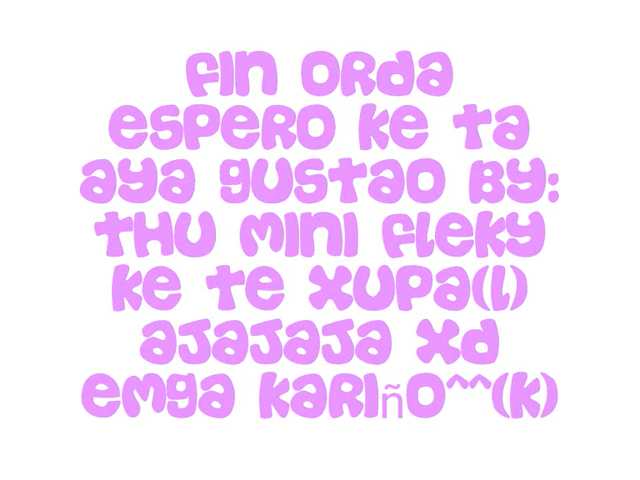 fin orda
espero ke ta
aya gustao By:
thu mini fleky
ke te xupa(l)
ajajaja xd
emga kariño^^(k)